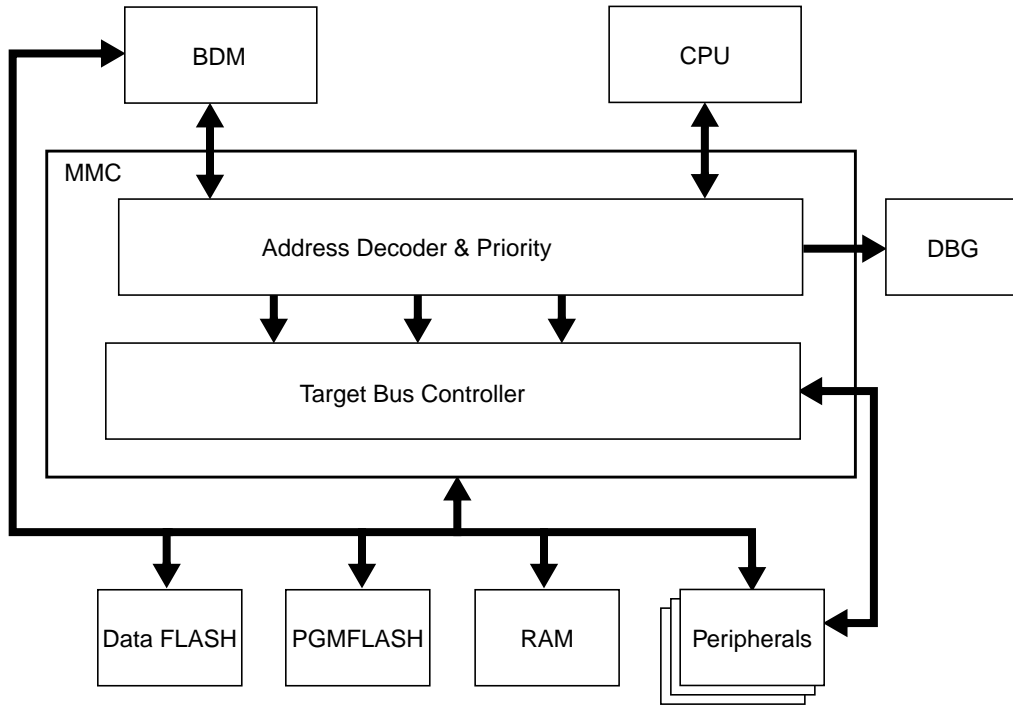 BDM
CPU
MMC
Address Decoder & Priority
DBG
Target Bus Controller
Data FLASH
PGMFLASH
RAM
Peripherals